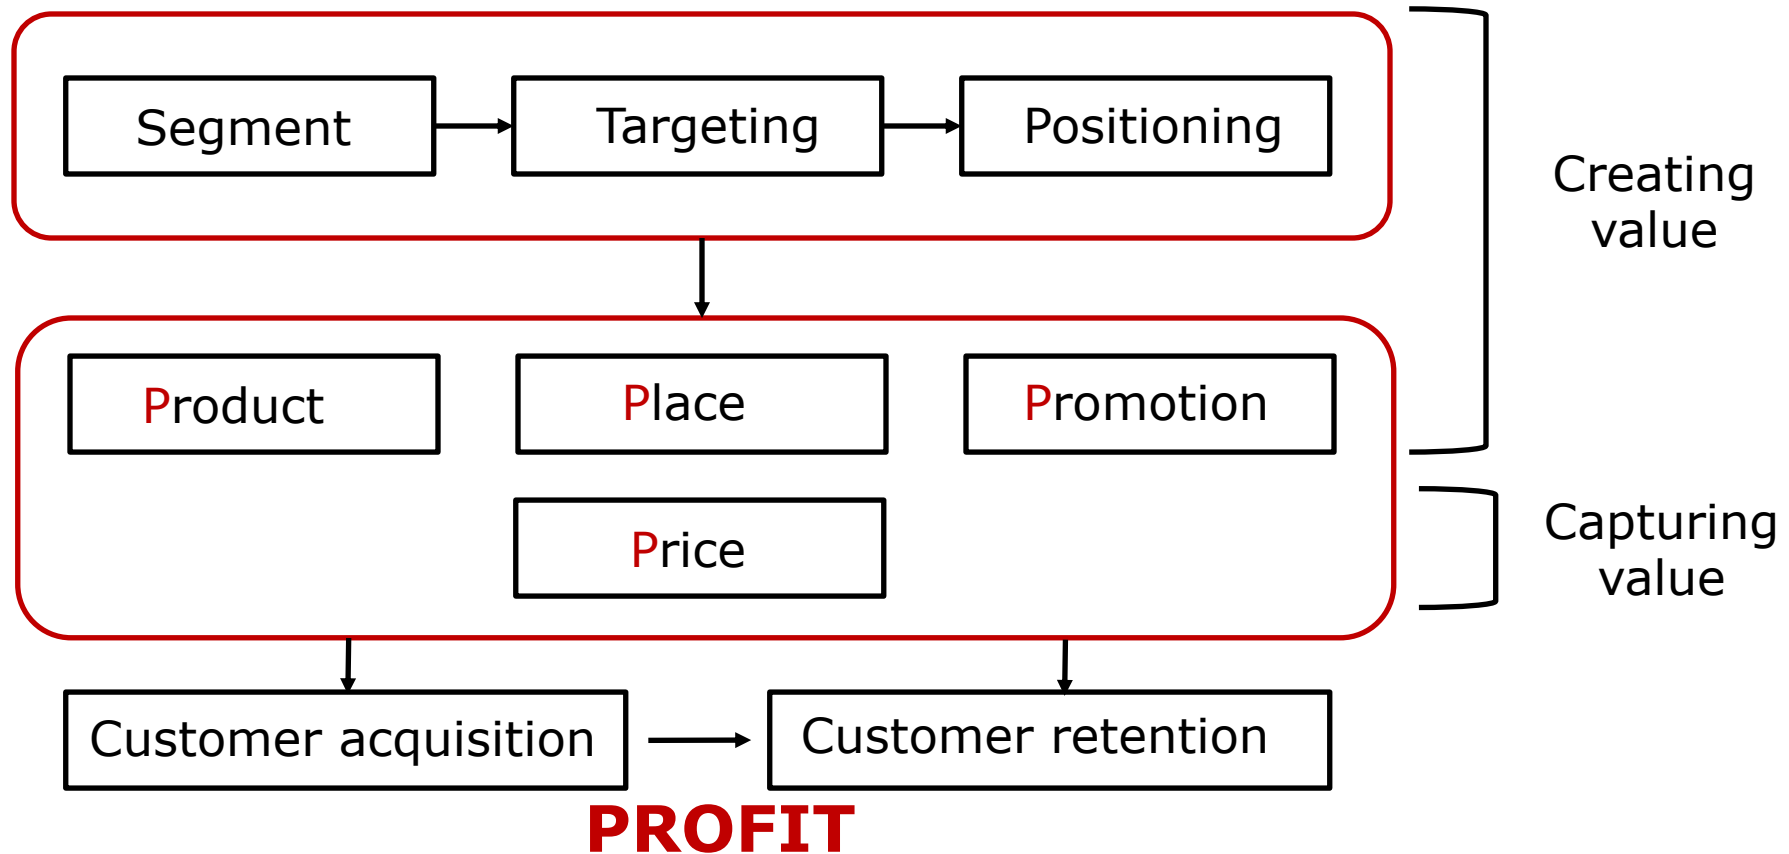 Segment
Targeting
Positioning
Creating
value
Product
Place
Promotion
Price
Capturing
value
Customer acquisition
Customer retention
PROFIT